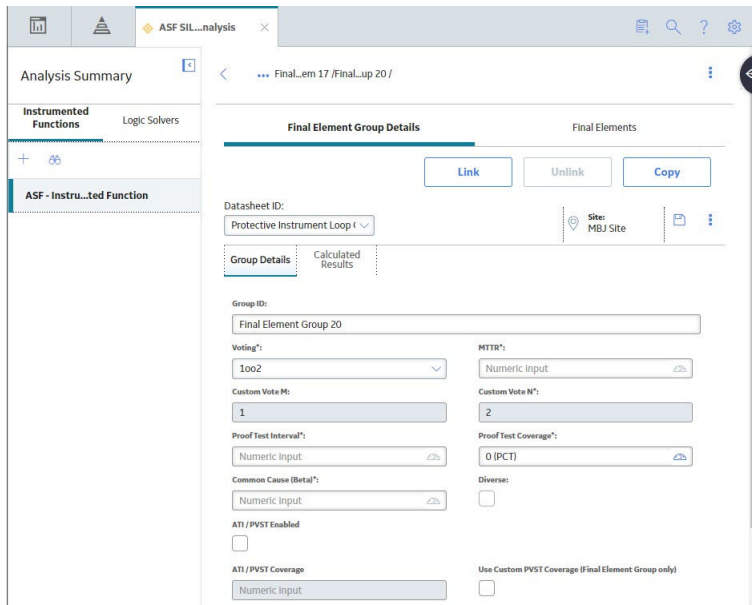 ASF SIL...nalysis
Analysis Summary
Final...em 17 /Final...up 20 /
Instrumented
Functions
Logic Solvers
Final Element Group Details
Final Elements
Link
Unlink
Copy
ASF - Instru...ted Function
Datasheet ID:
Protective Instrument Loop (
Site:
MBJ Site
Group Details
Calculated
Results
Group ID:
Final Element Group 20
Voting*:
MTTR*:
1oo2
Numeric input
Custom Vote M:
Custom Vote N*:
1
2
Proof Test Interval*:
Proof Test Coverage*:
Numeric input
0 (PCT)
Common Cause (Beta)*:
Diverse:
Numeric input
ATI / PVST Enabled
ATI / PVST Coverage
Use Custom PVST Coverage (Final Element Group only)
Numeric input